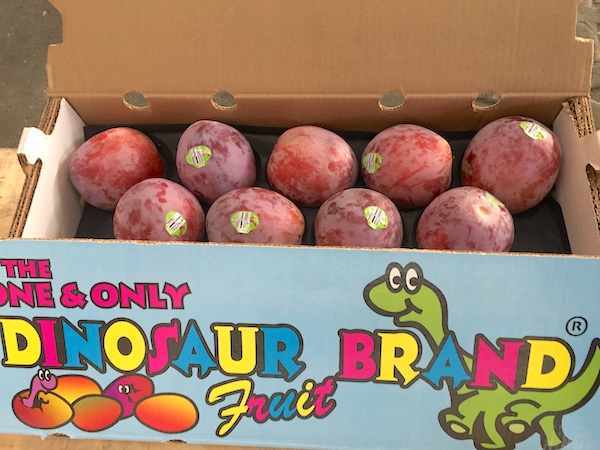 THE
ONE & ONLY
DINOSAUR BRAND ®
Fruit